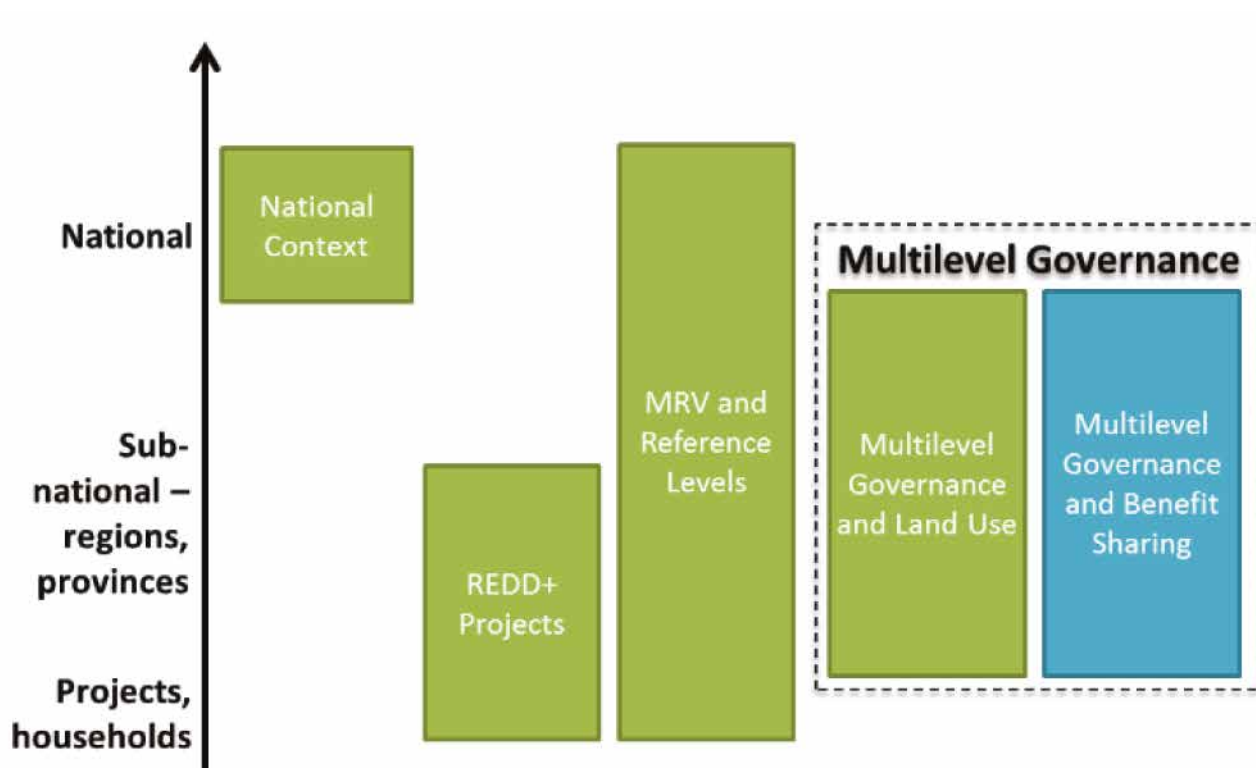 National
Sub-
national –
regions,
provinces
Projects,
households
National
Context
REDD+
Projects
MRV and
Reference
Levels
Multilevel Governance
Multilevel
Governance
and Land Use
Multilevel
Governance
and Benefit
Sharing